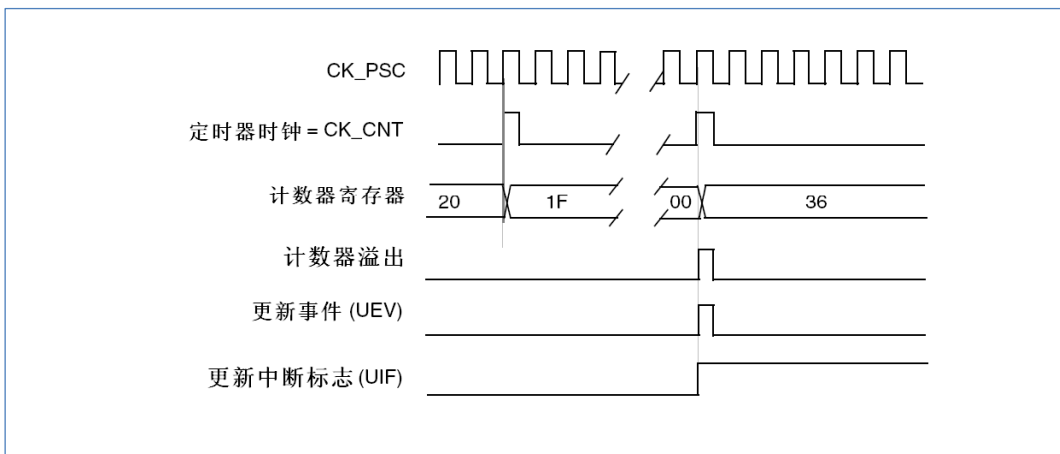 CK_PSC
定时器时钟 = CK_CNT
计数器寄存器 20 1F 00 36
计数器溢出
更新事件 (UEV)
更新中断标志 (UIF)